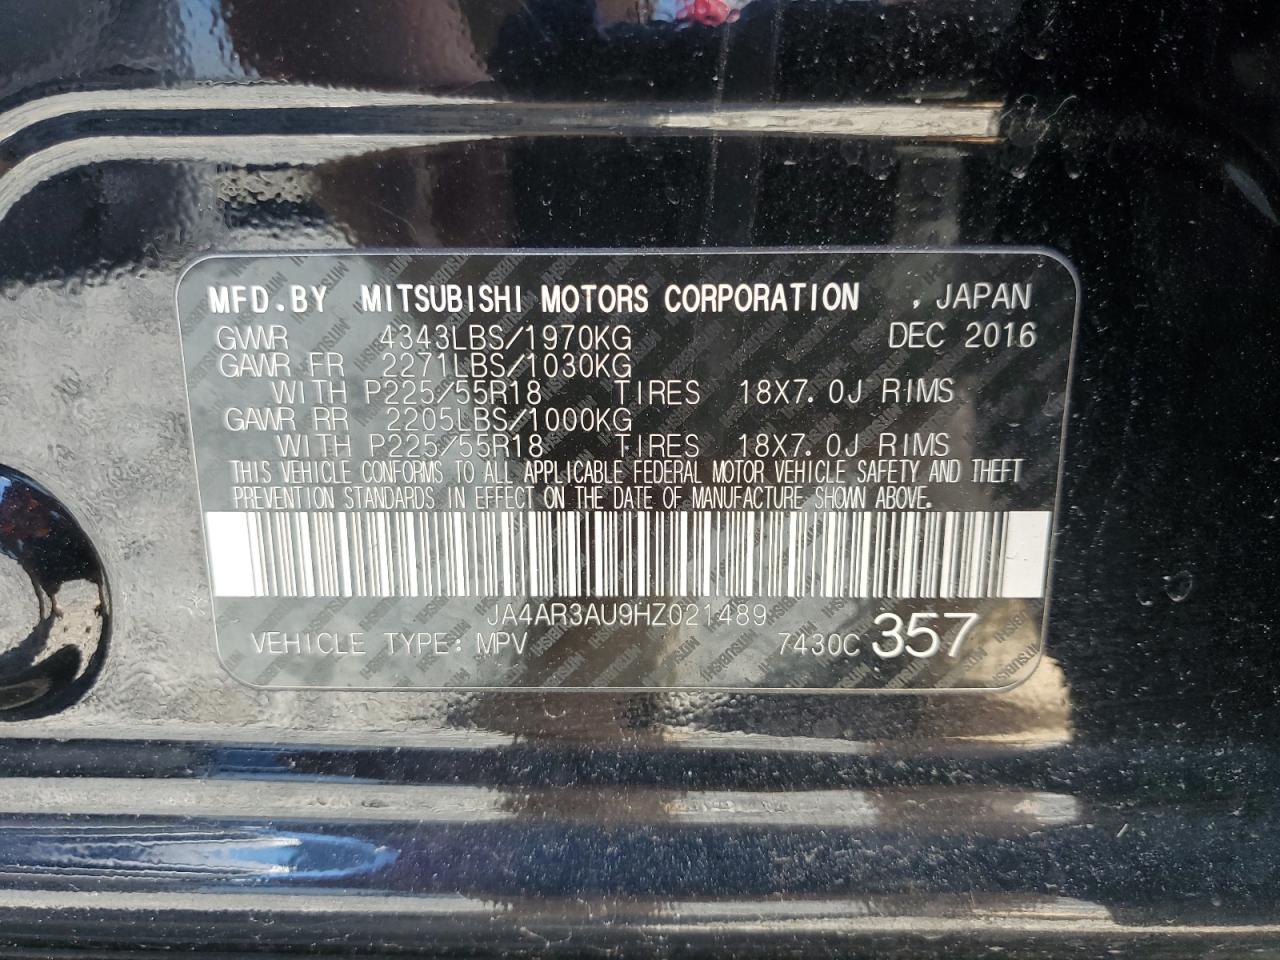 MFD.BY MITSUBISHI MOTORS CORPORATION , JAPAN
GVWR 4343LBS/1970KG DEC 2016
GAWR FR 2271LBS/1030KG
WITH P225/55R18 TIRES 18X7.0J RIMS
GAWR RR 2205LBS/1000KG
WITH P225/55R18 TIRES 18X7.0J RIMS
THIS VEHICLE CONFORMS TO ALL APPLICABLE FEDERAL MOTOR VEHICLE SAFETY AND THEFT
PREVENTION STANDARDS IN EFFECT ON THE DATE OF MANUFACTURE SHOWN ABOVE.
JA4AR3AU9HZ021489
VEHICLE TYPE: MPV 7430C 357